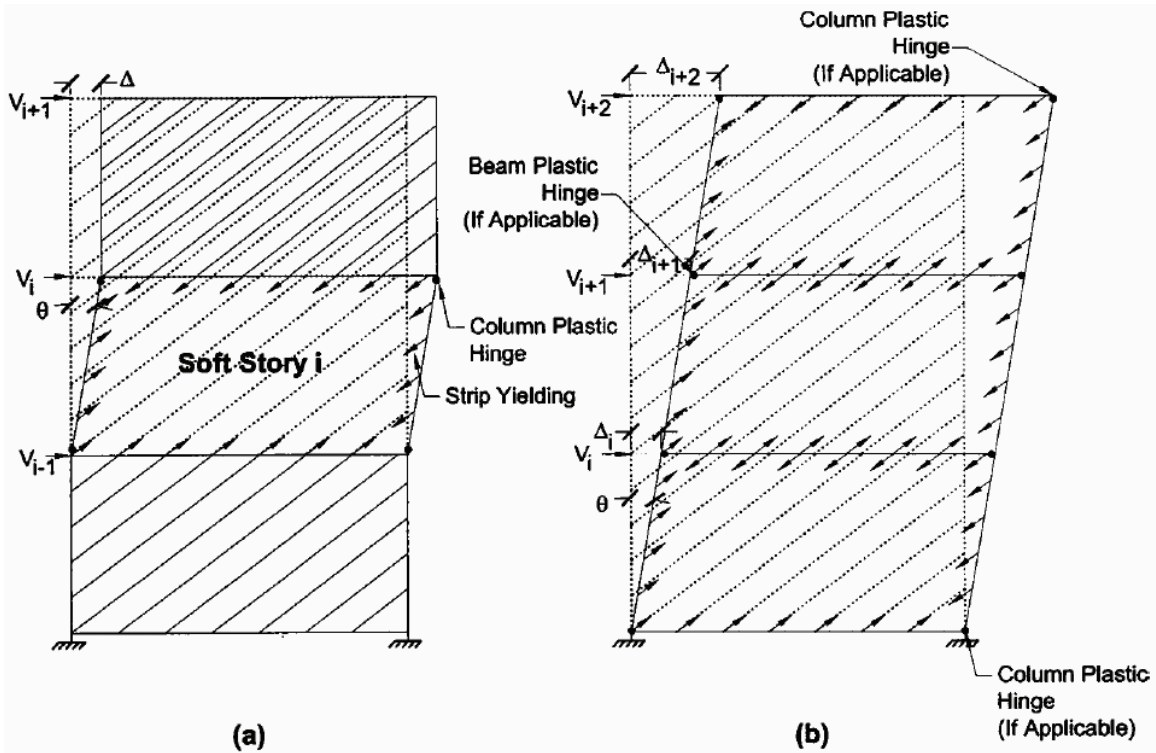 Δ
V_{i+1}
V_i
θ
Column Plastic
Hinge
Soft Story i
Strip Yielding
V_{i-1}
(a)
Column Plastic
Hinge
(If Applicable)
Δ_{i+2}
V_{i+2}
Beam Plastic
Hinge
(If Applicable)
Δ_{i+1}
V_{i+1}
Δ_i
V_i
θ
Column Plastic
Hinge
(If Applicable)
(b)